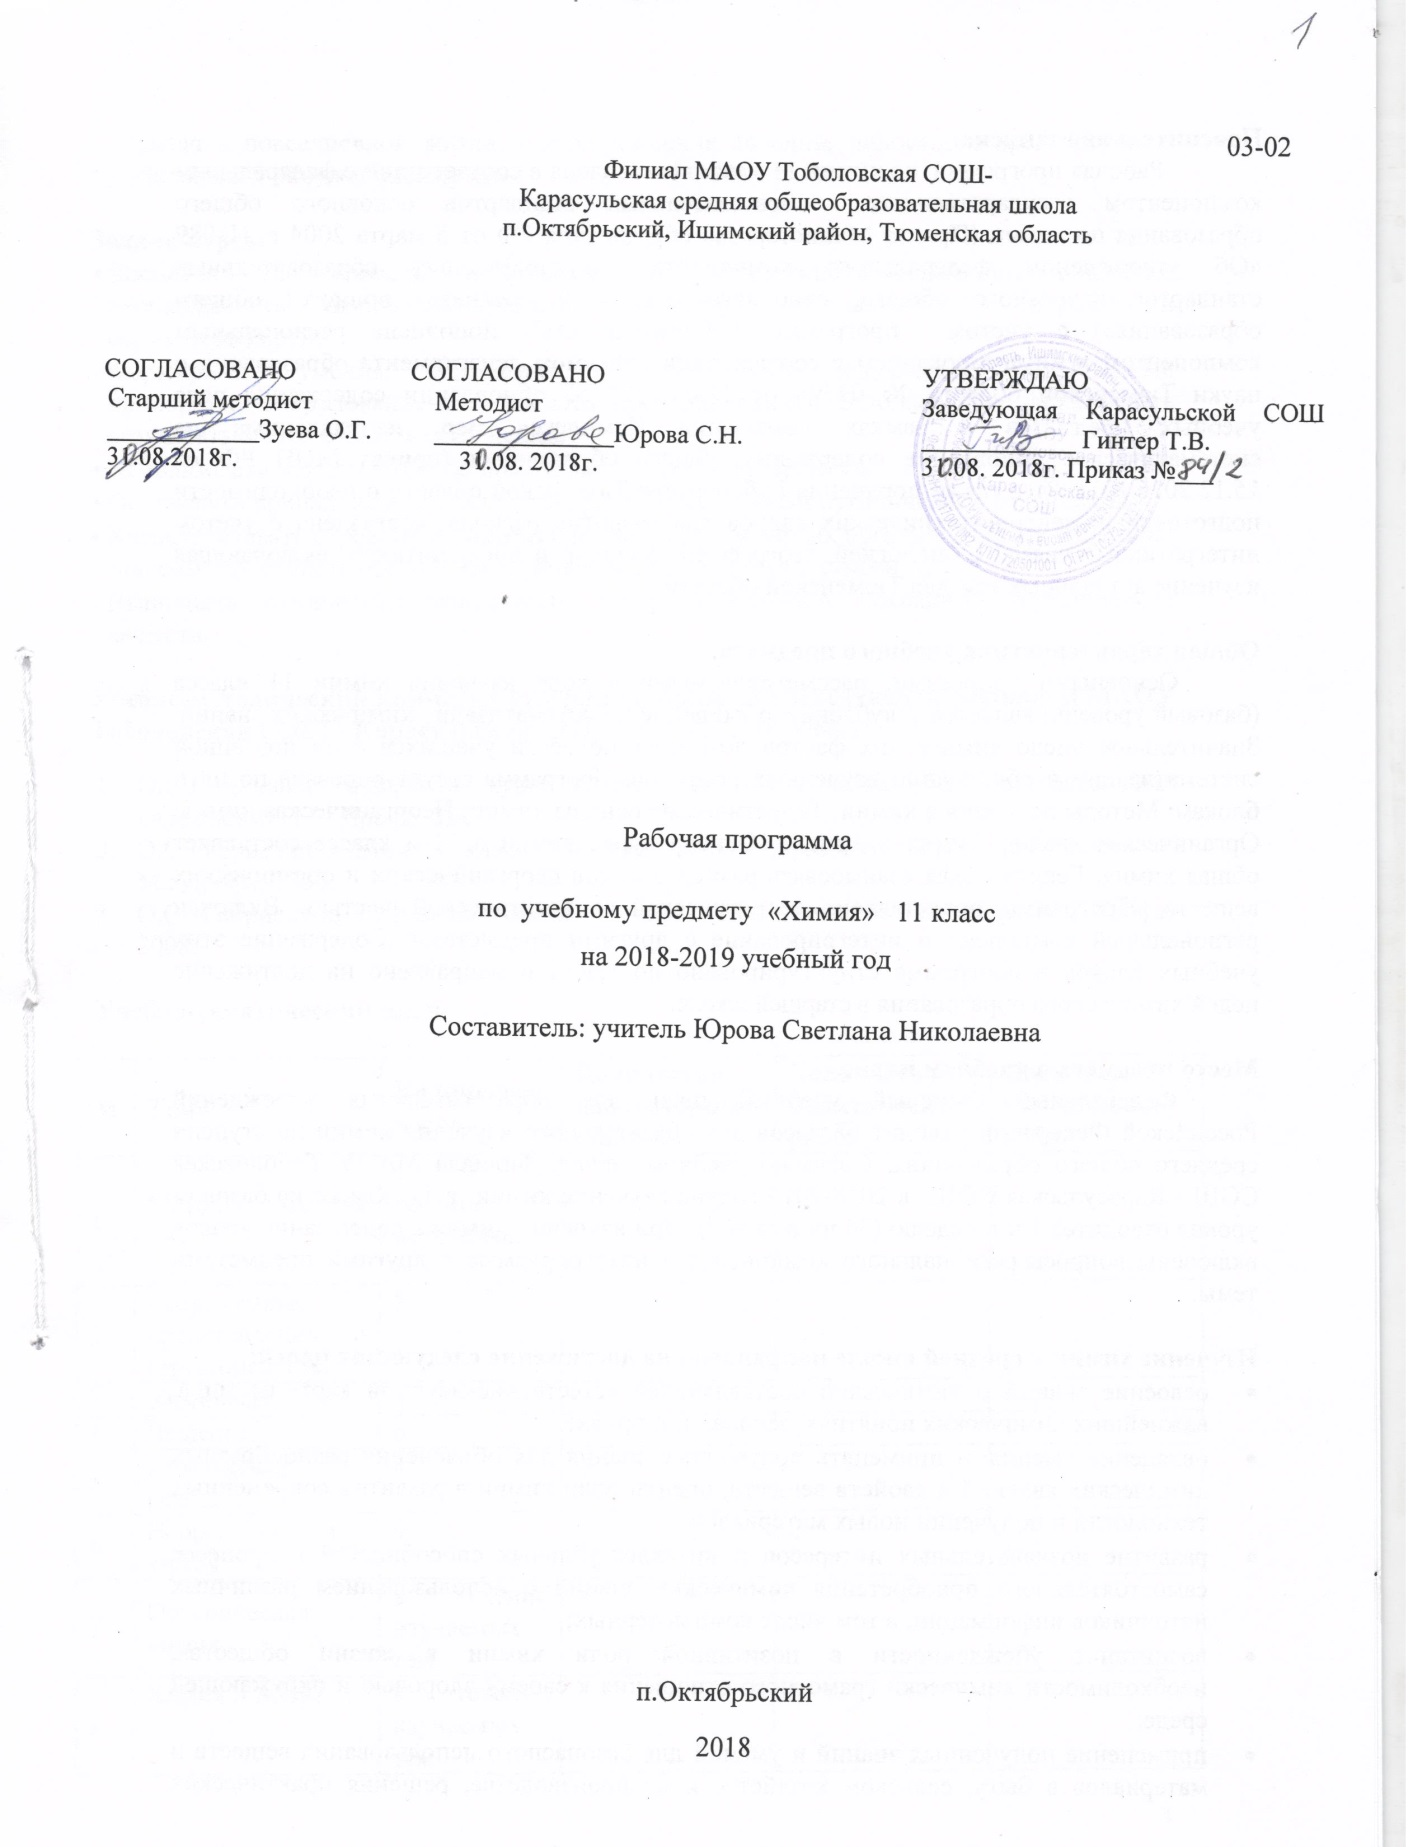 1
03-02
Филиал МАОУ Тоболовская СОШ-
Карасульская средняя общеобразовательная школа
п.Октябрьский, Ишимский район, Тюменская область
СОГЛАСОВАНО
Старший методист
Зуева О.Г.
31.08.2018г.
СОГЛАСОВАНО
Методист
Юрова С.Н.
31.08. 2018г.
УТВЕРЖДАЮ
Заведующая Карасульской СОШ
Гинтер Т.В.
31.08. 2018г. Приказ №84/2
Карасульская
СОШ
Рабочая программа
по учебному предмету «Химия» 11 класс
на 2018-2019 учебный год
Составитель: учитель Юрова Светлана Николаевна
п.Октябрьский
2018